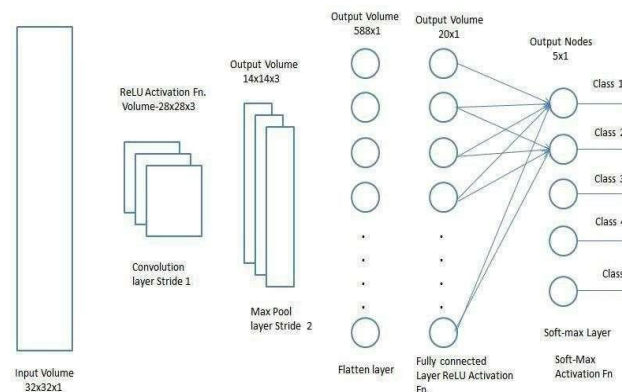 Output Volume
588x1
Output Volume
20x1
Output Nodes
5x1
Output Volume
14x14x3
ReLU Activation Fn.
Volume-28x28x3
Class 1
Class 2
Class 3
Class 4
Class
Convolution
layer Stride 1
Max Pool
layer Stride 2
Soft-max Layer
Input Volume
32x32x1
Flatten layer
Fully connected
Layer ReLU Activation
Fn.
Soft-Max
Activation Fn